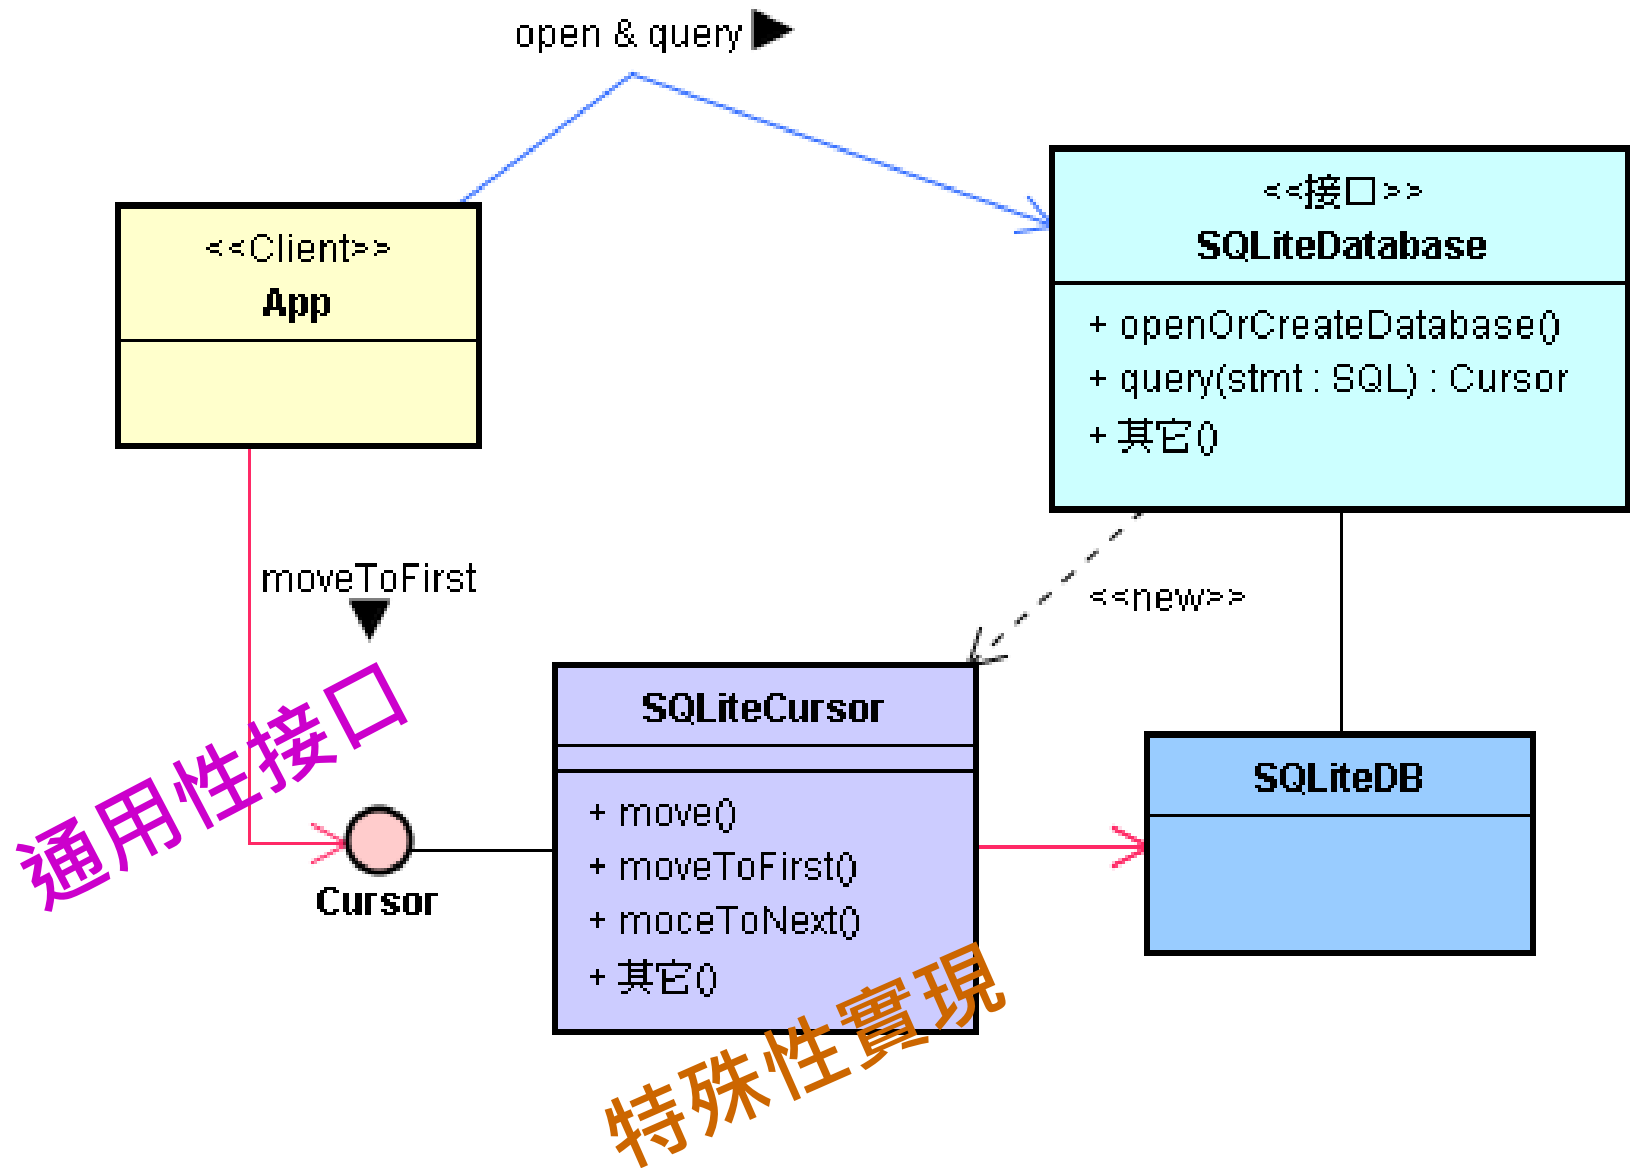 open & query
<<Client>>
App
<<接口>>
SQLiteDatabase
+ openOrCreateDatabase()
+ query(stmt : SQL) : Cursor
+ 其它()
moveToFirst
<<new>>
通用性接口
Cursor
SQLiteCursor
+ move()
+ moveToFirst()
+ moceToNext()
+ 其它()
SQLiteDB
特殊性實現